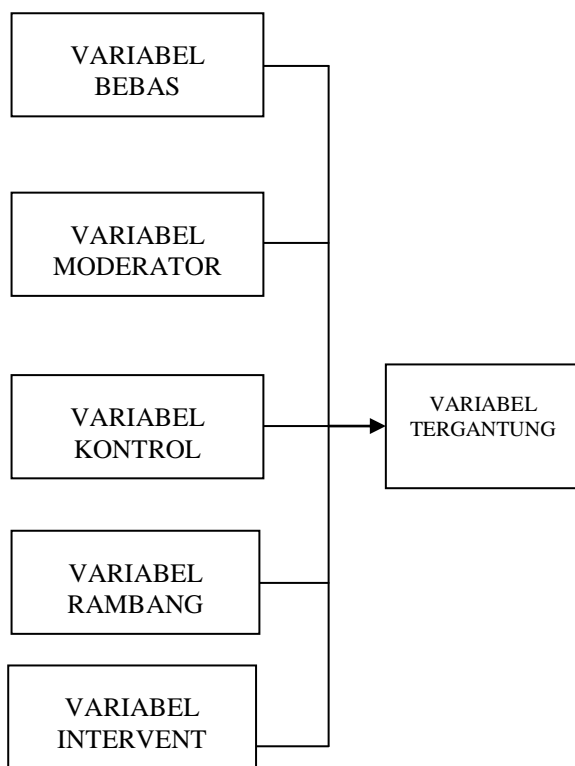 VARIABEL
BEBAS
VARIABEL
MODERATOR
VARIABEL
KONTROL
VARIABEL
TERGANTUNG
VARIABEL
RAMBANG
VARIABEL
INTERVENT